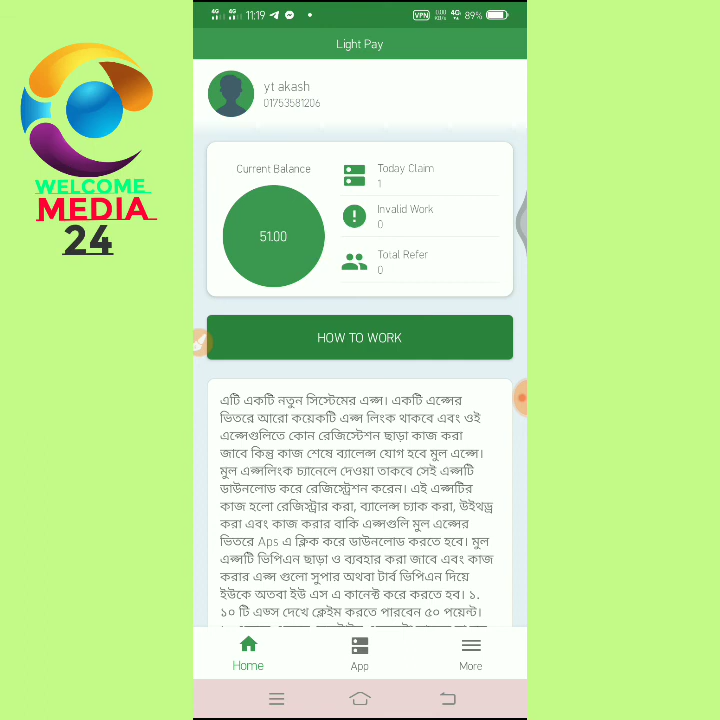 4G 4G 11:19
VPN 4G 89%
Light Pay
yt akash
01753581206
WELCOME
MEDIA
24
Current Balance
51.00
Today Claim
1
Invalid Work
0
Total Refer
0
HOW TO WORK
এটি একটি নতুন সিস্টেমের এপ্স। একটি এপ্সের
ভিতরে আরো কয়েকটি এপ্স লিংক থাকবে এবং ওই
এপ্সেগুলিতে কোন রেজিস্টেশন ছাড়া কাজ করা
জাবে কিন্তু কাজ শেষে ব্যালেন্স যোগ হবে মুল এপ্সে।
মুল এপ্সলিংক চ্যানেলে দেওয়া তাকবে সেই এপ্সটি
ডাউনলোড করে রেজিস্ট্রেশন করেন। এই এপ্সটির
কাজ হলো রেজিস্ট্রার করা, ব্যালেন্স চ্যাক করা, উইথড্র
করা এবং কাজ করার বাকি এপ্সগুলি মুল এপ্সের
ভিতরে Aps এ ক্লিক করে ডাউনলোড করতে হবে। মুল
এপ্সটি ভিপিএন ছাড়া ও ব্যবহার করা জাবে এবং কাজ
করার এপ্স গুলো সুপার অথবা টার্ব ভিপিএন দিয়ে
ইউকে অতবা ইউ এস এ কানেক্ট করে করতে হব। ১.
১০ টি এড্স দেখে ক্লেইম করতে পারবেন ৫০ পয়েন্ট।
Home
App
More